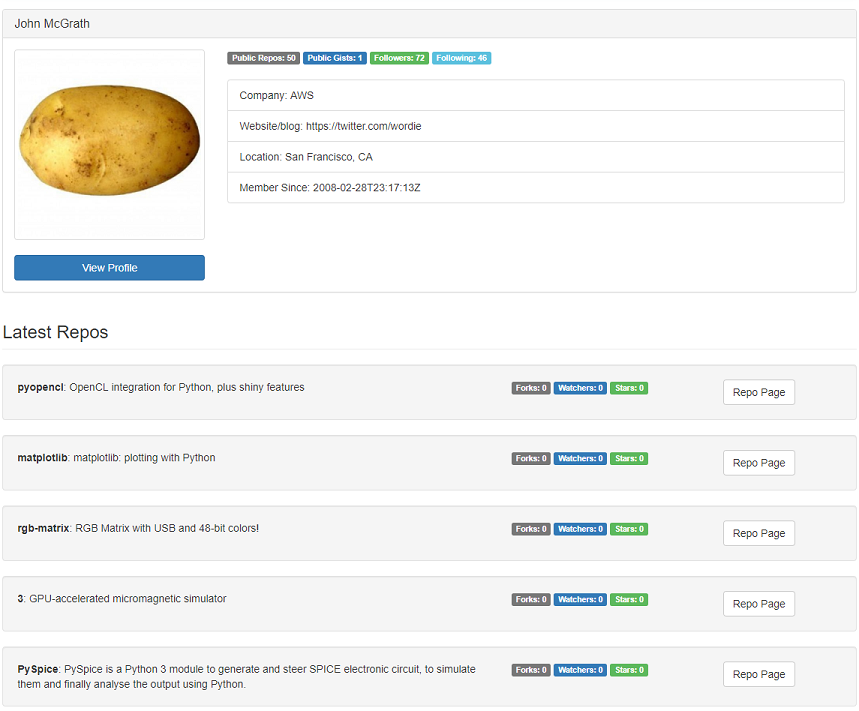 John McGrath
Public Repos: 50 Public Gists: 1 Followers: 72 Following: 46
Company: AWS
Website/blog: https://twitter.com/wordie
Location: San Francisco, CA
Member Since: 2008-02-28T23:17:13Z
View Profile
Latest Repos
pyopencl: OpenCL integration for Python, plus shiny features
Forks: 0 Watchers: 0 Stars: 0
Repo Page
matplotlib: matplotlib: plotting with Python
Forks: 0 Watchers: 0 Stars: 0
Repo Page
rgb-matrix: RGB Matrix with USB and 48-bit colors!
Forks: 0 Watchers: 0 Stars: 0
Repo Page
3: GPU-accelerated micromagnetic simulator
Forks: 0 Watchers: 0 Stars: 0
Repo Page
PySpice: PySpice is a Python 3 module to generate and steer SPICE electronic circuit, to simulate
them and finally analyse the output using Python.
Forks: 0 Watchers: 0 Stars: 0
Repo Page